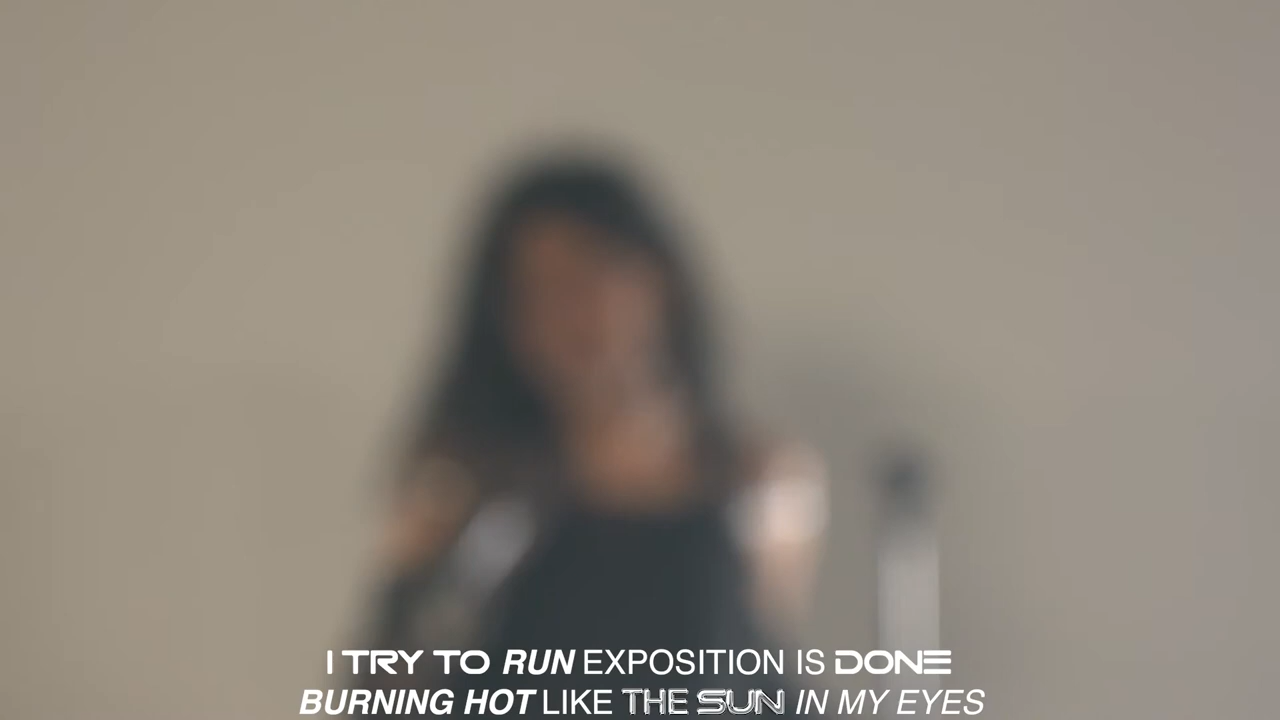 I TRY TO RUN EXPOSITION IS DONE
BURNING HOT LIKE THE SUN IN MY EYES